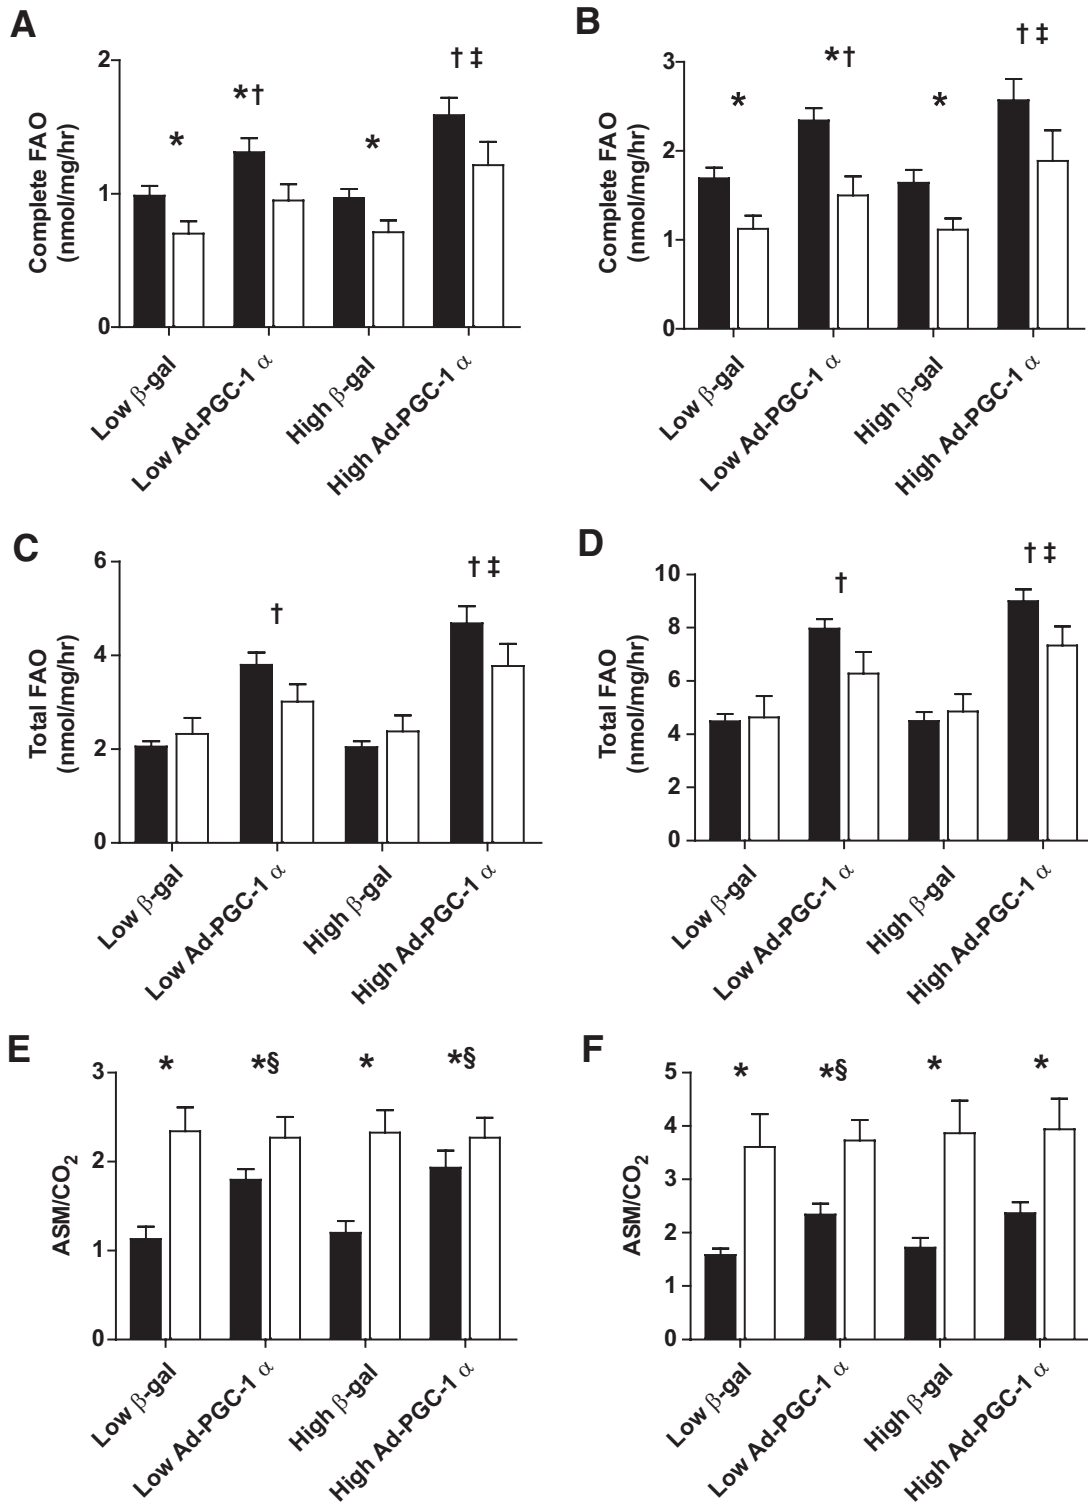 A
Complete FAO
(nmol/mg/hr)
2
1
0
*
*†
*
†‡
Low β-gal
Low Ad-PGC-1 α
High β-gal
High Ad-PGC-1 α
B
Complete FAO
(nmol/mg/hr)
3
2
1
0
*
*†
*
†‡
Low β-gal
Low Ad-PGC-1 α
High β-gal
High Ad-PGC-1 α
C
Total FAO
(nmol/mg/hr)
6
4
2
0
†
†‡
Low β-gal
Low Ad-PGC-1 α
High β-gal
High Ad-PGC-1 α
D
Total FAO
(nmol/mg/hr)
10
8
6
4
2
0
†
†‡
Low β-gal
Low Ad-PGC-1 α
High β-gal
High Ad-PGC-1 α
E
ASM/CO₂
3
2
1
0
*
*§
*
*§
Low β-gal
Low Ad-PGC-1 α
High β-gal
High Ad-PGC-1 α
F
ASM/CO₂
5
4
3
2
1
0
*
*§
*
*
Low β-gal
Low Ad-PGC-1 α
High β-gal
High Ad-PGC-1 α